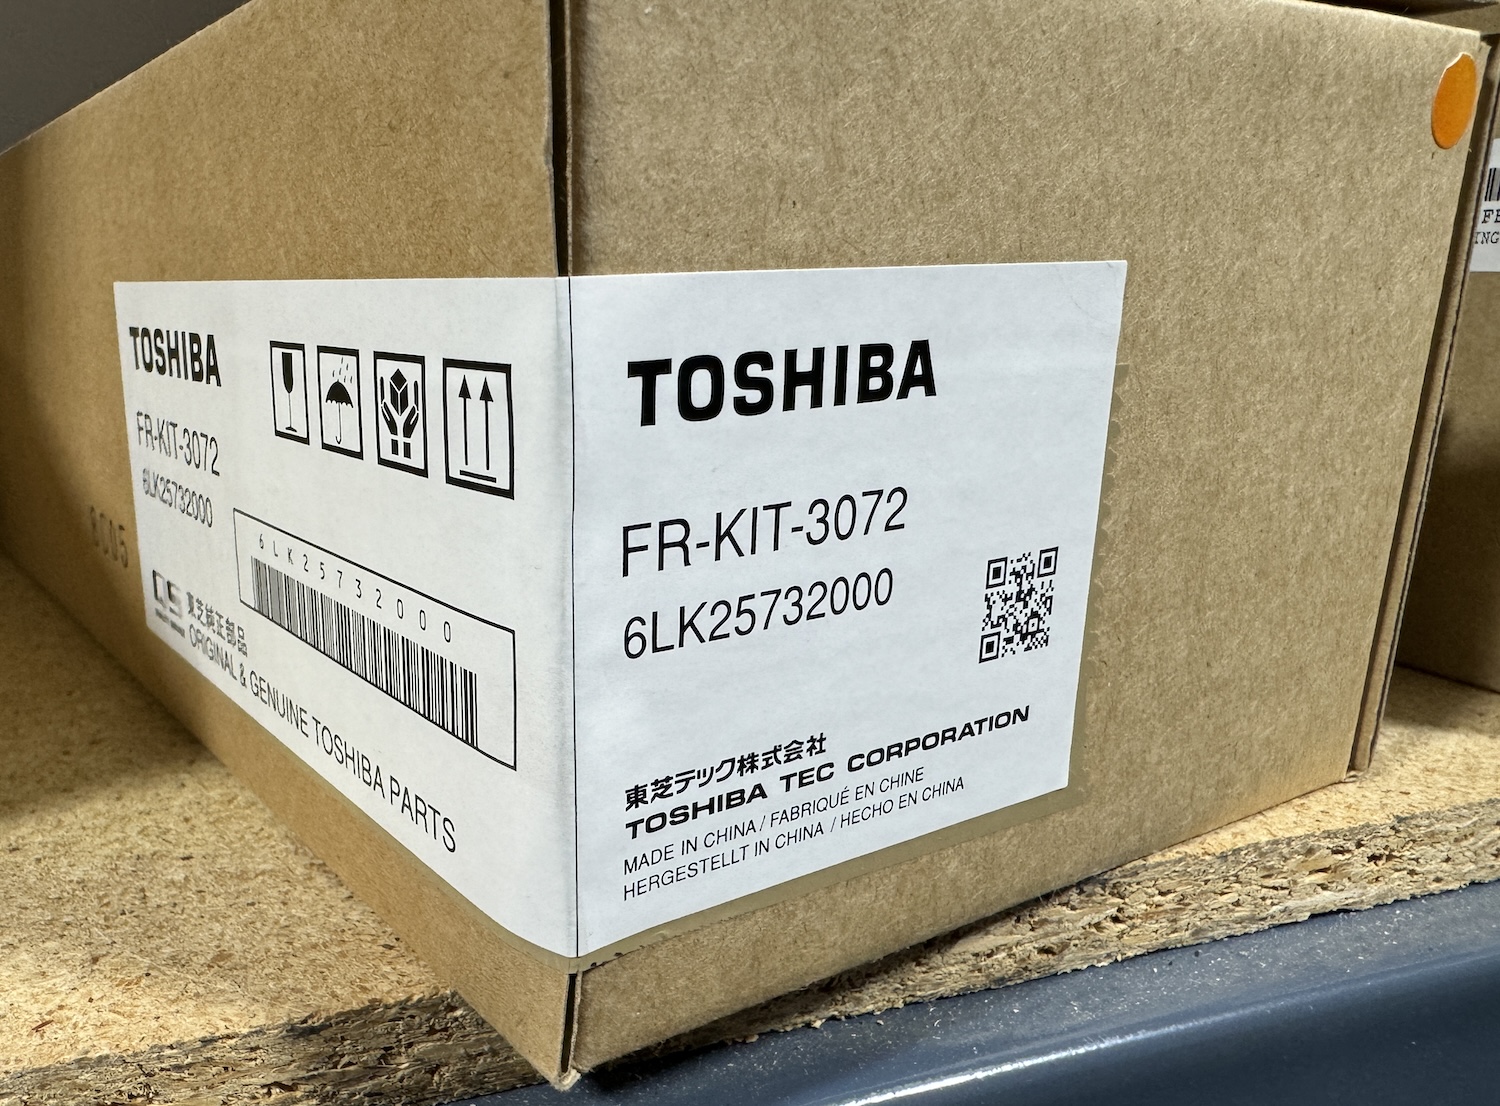 TOSHIBA
FR-KIT-3072
6LK25732000
6LK25732000
東芝純正部品
ORIGINAL & GENUINE TOSHIBA PARTS
8005
TOSHIBA
FR-KIT-3072
6LK25732000
東芝テック株式会社
TOSHIBA TEC CORPORATION
MADE IN CHINA / FABRIQUÉ EN CHINE
HERGESTELLT IN CHINA / HECHO EN CHINA